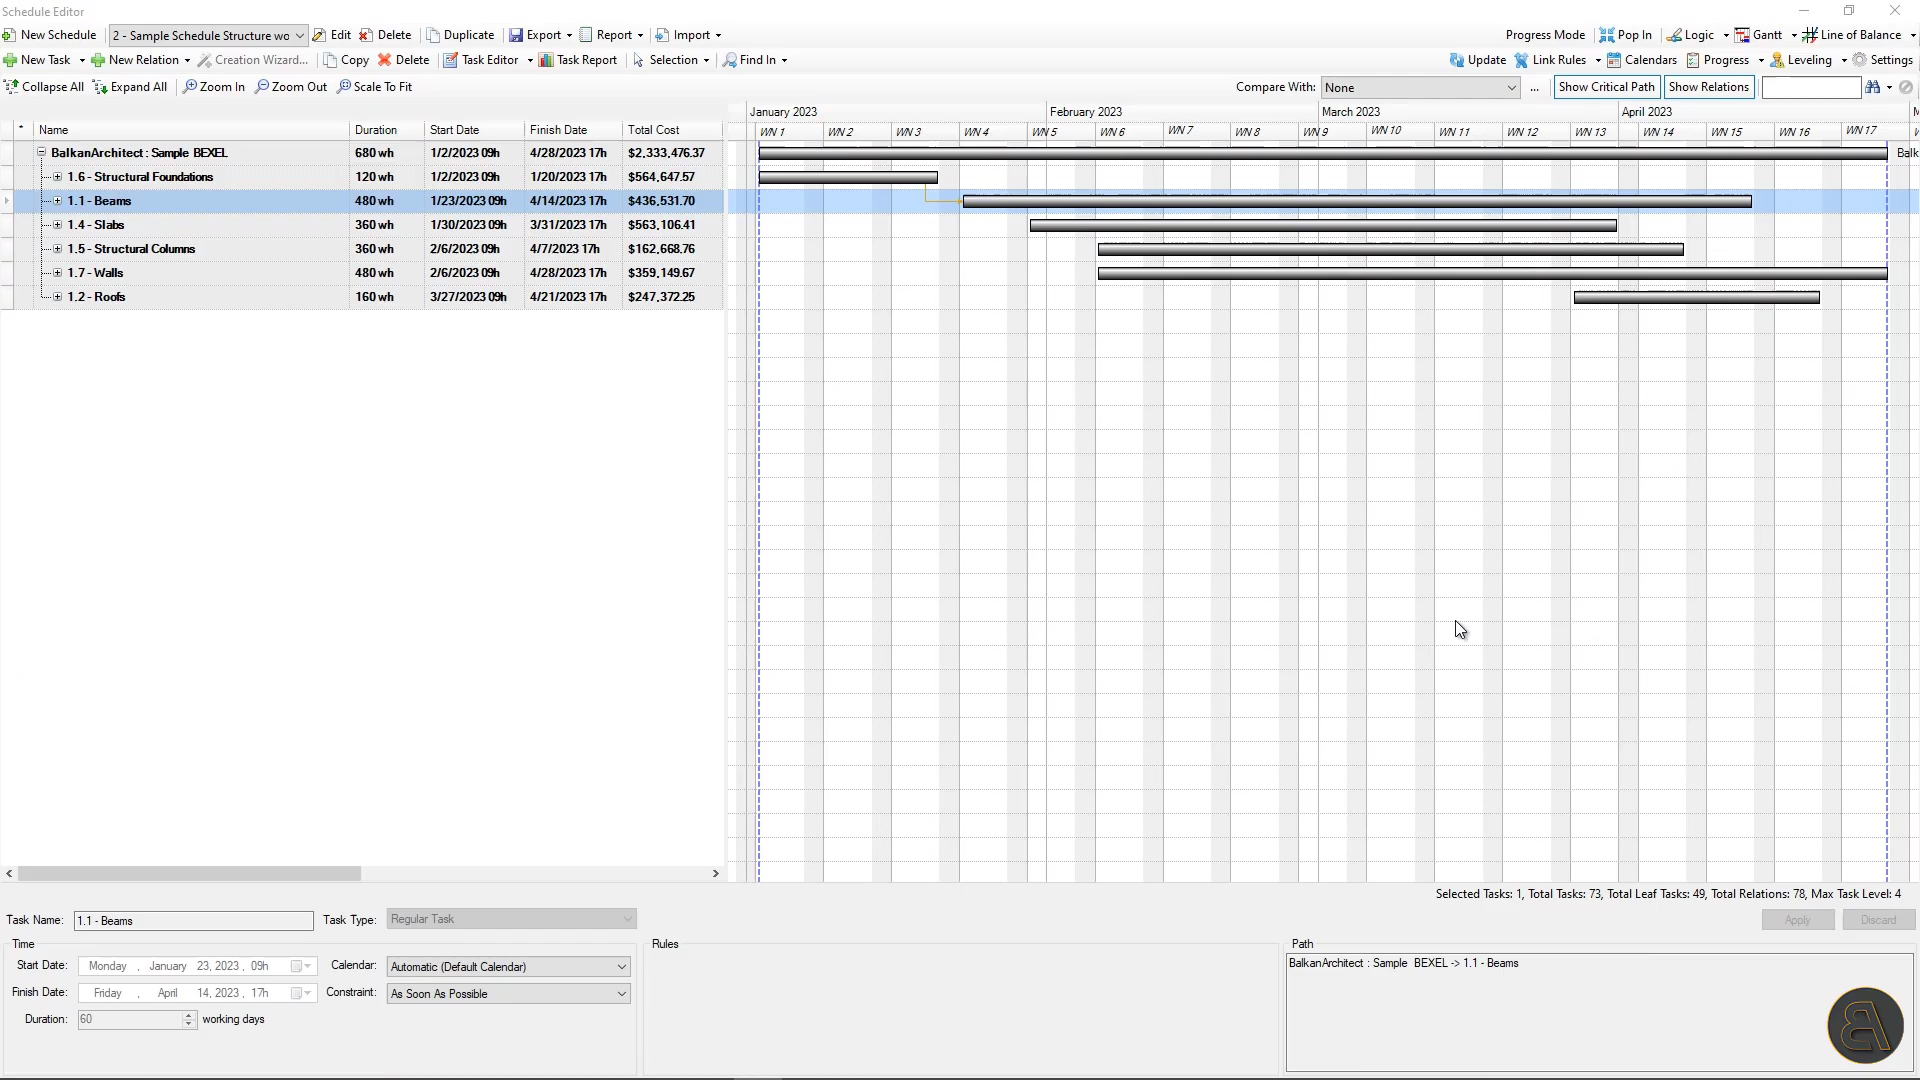 Schedule Editor
New Schedule 2 - Sample Schedule Structure wo Edit Delete Duplicate Export Report Import Progress Mode Pop In Logic Gantt Line of Balance
New Task New Relation Creation Wizard... Copy Delete Task Editor Task Report Selection Find In Update Link Rules Calendars Progress Leveling Settings
Collapse All Expand All Zoom In Zoom Out Scale To Fit Compare With: None ... Show Critical Path Show Relations
January 2023 February 2023 March 2023 April 2023 M
* Name Duration Start Date Finish Date Total Cost WN 1 WN 2 WN 3 WN 4 WN 5 WN 6 WN 7 WN 8 WN 9 WN 10 WN 11 WN 12 WN 13 WN 14 WN 15 WN 16 WN 17
BalkanArchitect : Sample BEXEL 680 wh 1/2/2023 09h 4/28/2023 17h $2,333,476.37 Balk
1.6 - Structural Foundations 120 wh 1/2/2023 09h 1/20/2023 17h $564,647.57
1.1 - Beams 480 wh 1/23/2023 09h 4/14/2023 17h $436,531.70
1.4 - Slabs 360 wh 1/30/2023 09h 3/31/2023 17h $563,106.41
1.5 - Structural Columns 360 wh 2/6/2023 09h 4/7/2023 17h $162,668.76
1.7 - Walls 480 wh 2/6/2023 09h 4/28/2023 17h $359,149.67
1.2 - Roofs 160 wh 3/27/2023 09h 4/21/2023 17h $247,372.25
Selected Tasks: 1, Total Tasks: 73, Total Leaf Tasks: 49, Total Relations: 78, Max Task Level: 4
Task Name: 1.1 - Beams Task Type: Regular Task Apply Discard
Time Rules Path
Start Date: Monday , January 23, 2023 , 09h Calendar: Automatic (Default Calendar) BalkanArchitect : Sample BEXEL -> 1.1 - Beams
Finish Date: Friday , April 14, 2023 , 17h Constraint: As Soon As Possible
Duration: 60 working days